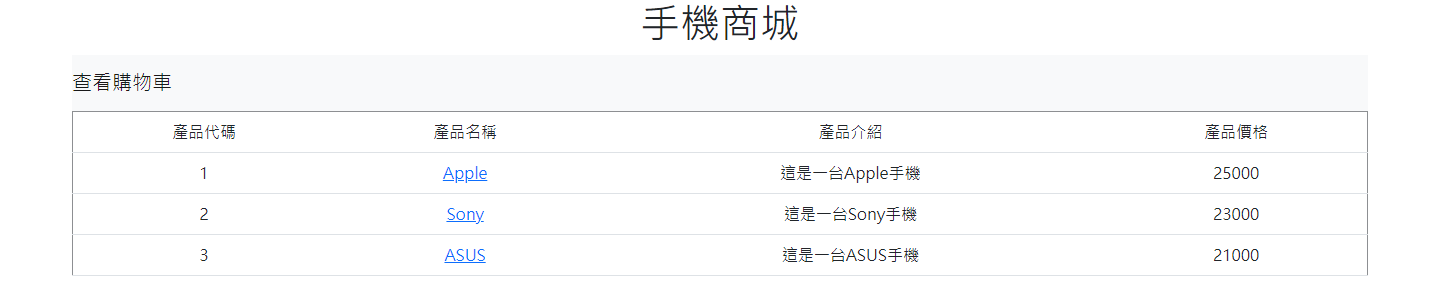 手機商城
查看購物車
產品代碼 產品名稱 產品介紹 產品價格
1 Apple 這是一台Apple手機 25000
2 Sony 這是一台Sony手機 23000
3 ASUS 這是一台ASUS手機 21000